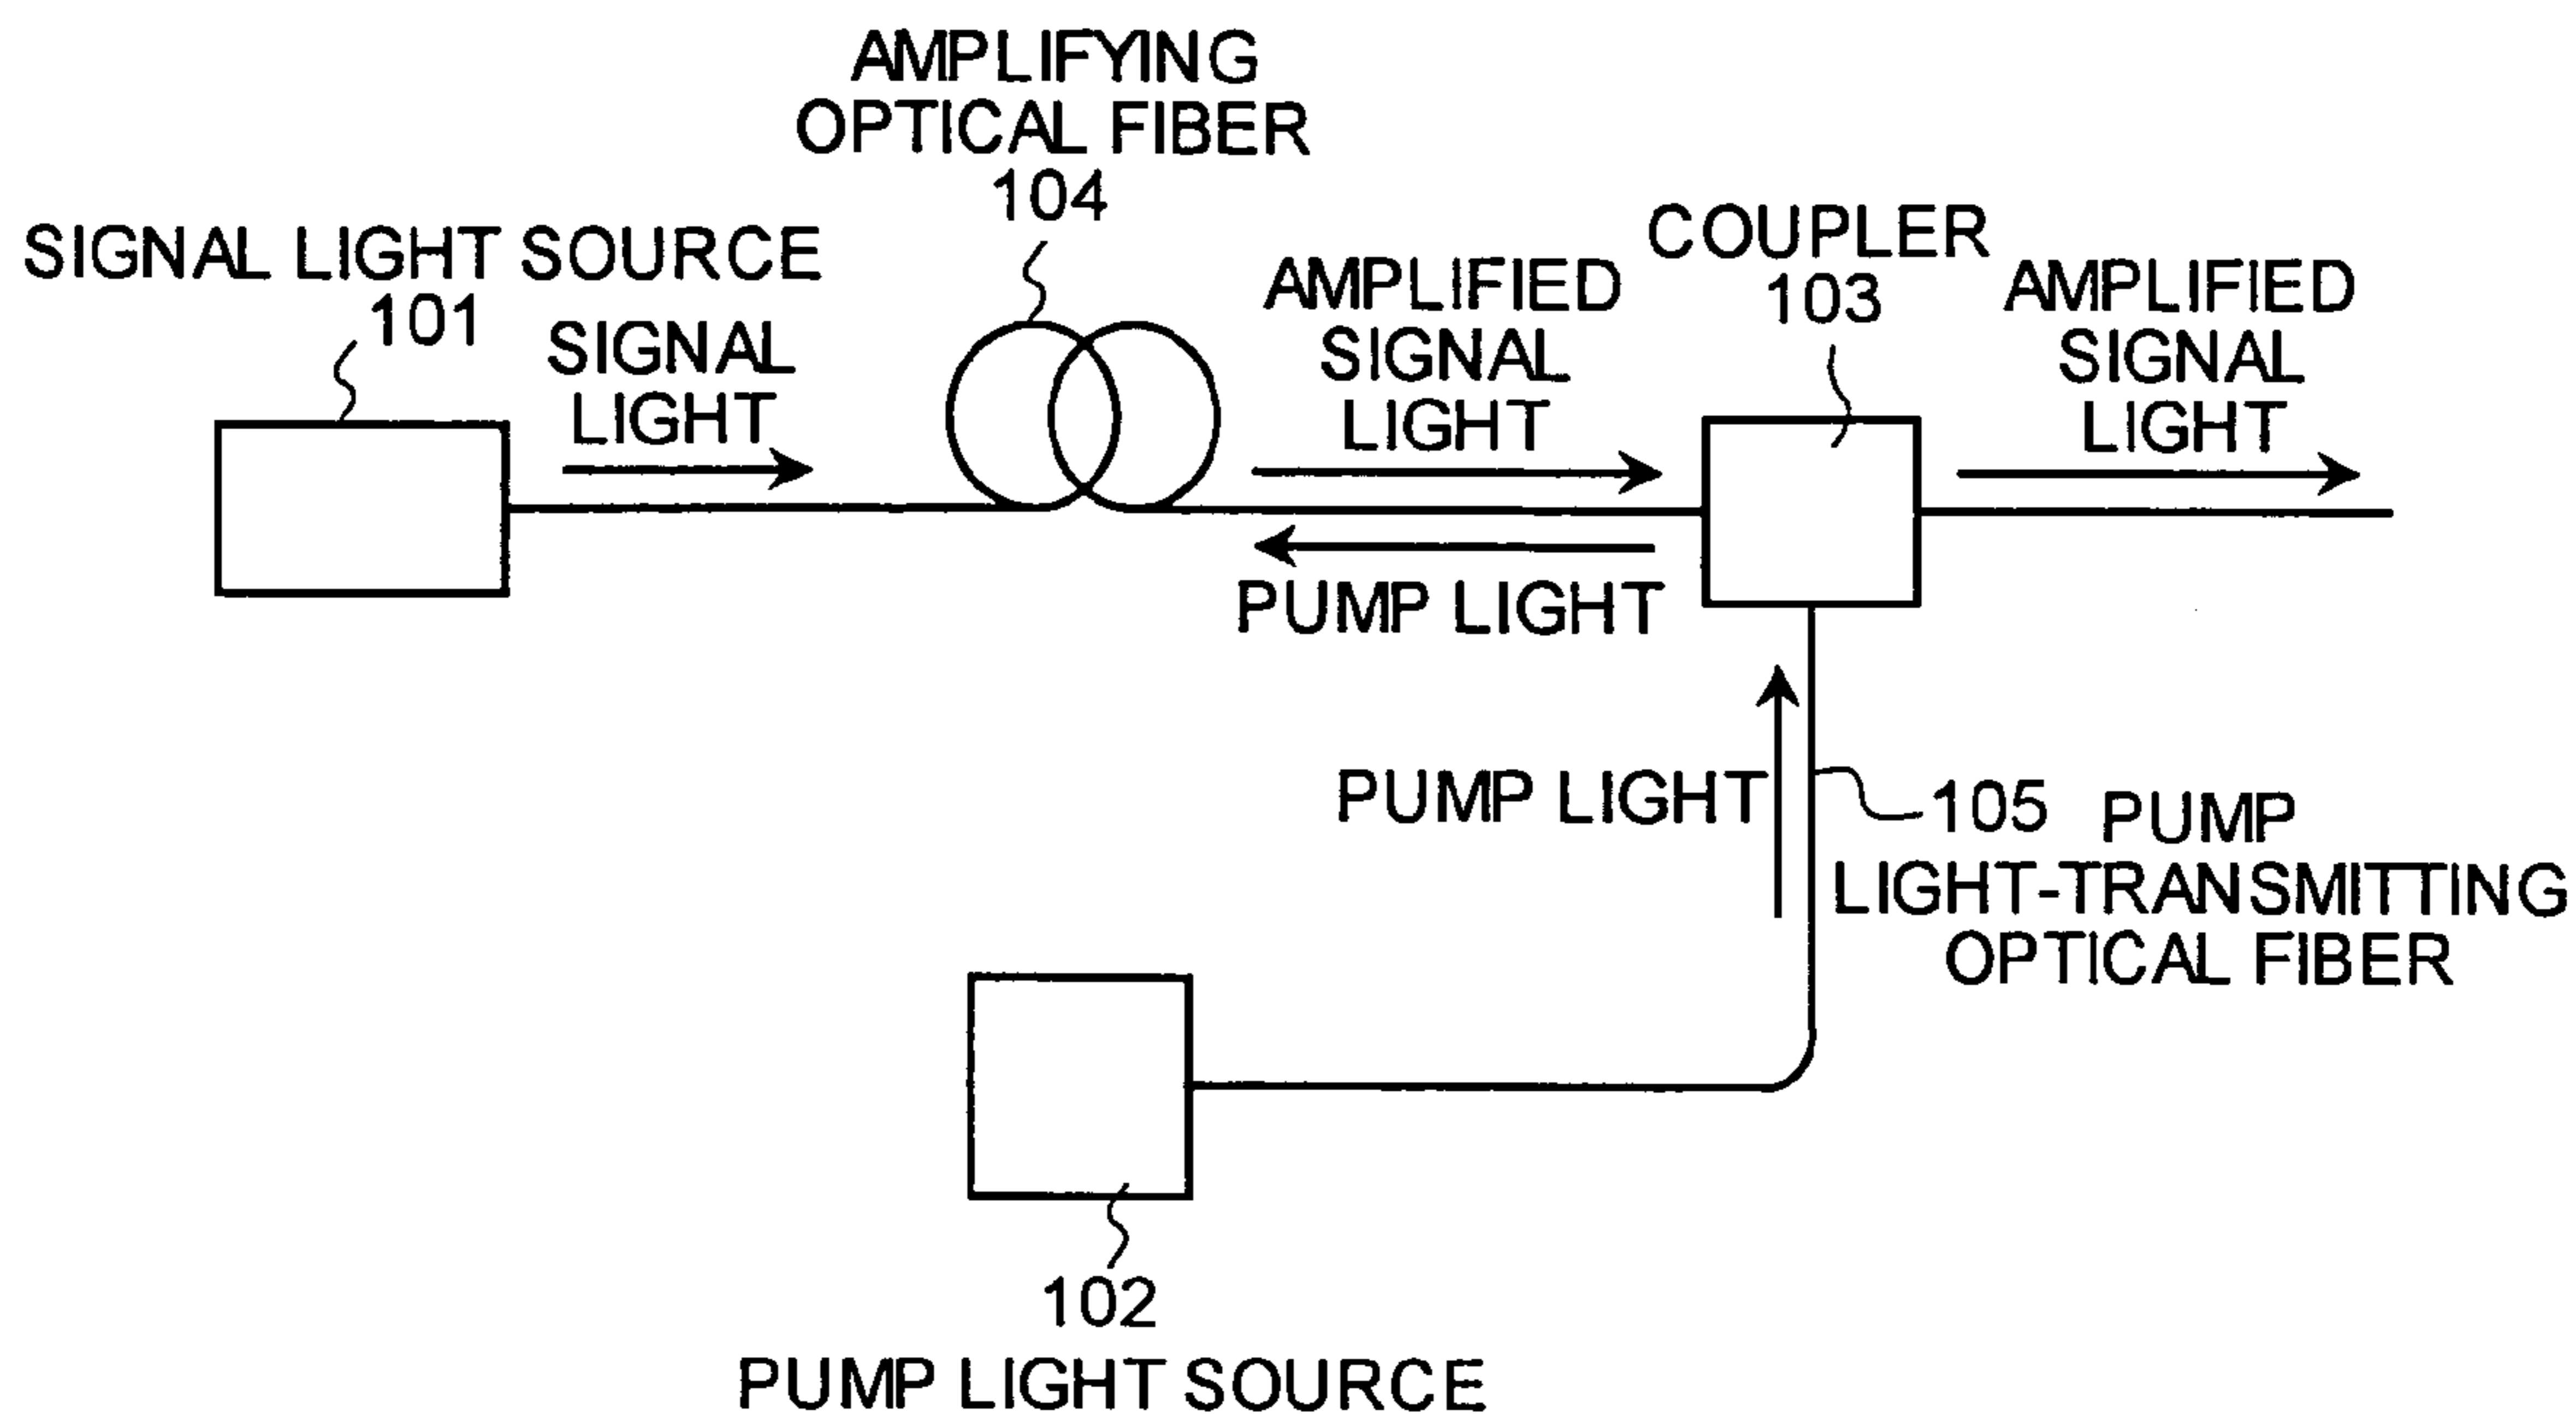 AMPLIFYING
OPTICAL FIBER
104
SIGNAL LIGHT SOURCE
101
SIGNAL
LIGHT
AMPLIFIED
SIGNAL
LIGHT
COUPLER
103
AMPLIFIED
SIGNAL
LIGHT
PUMP LIGHT
PUMP LIGHT
105
PUMP
LIGHT-TRANSMITTING
OPTICAL FIBER
102
PUMP LIGHT SOURCE